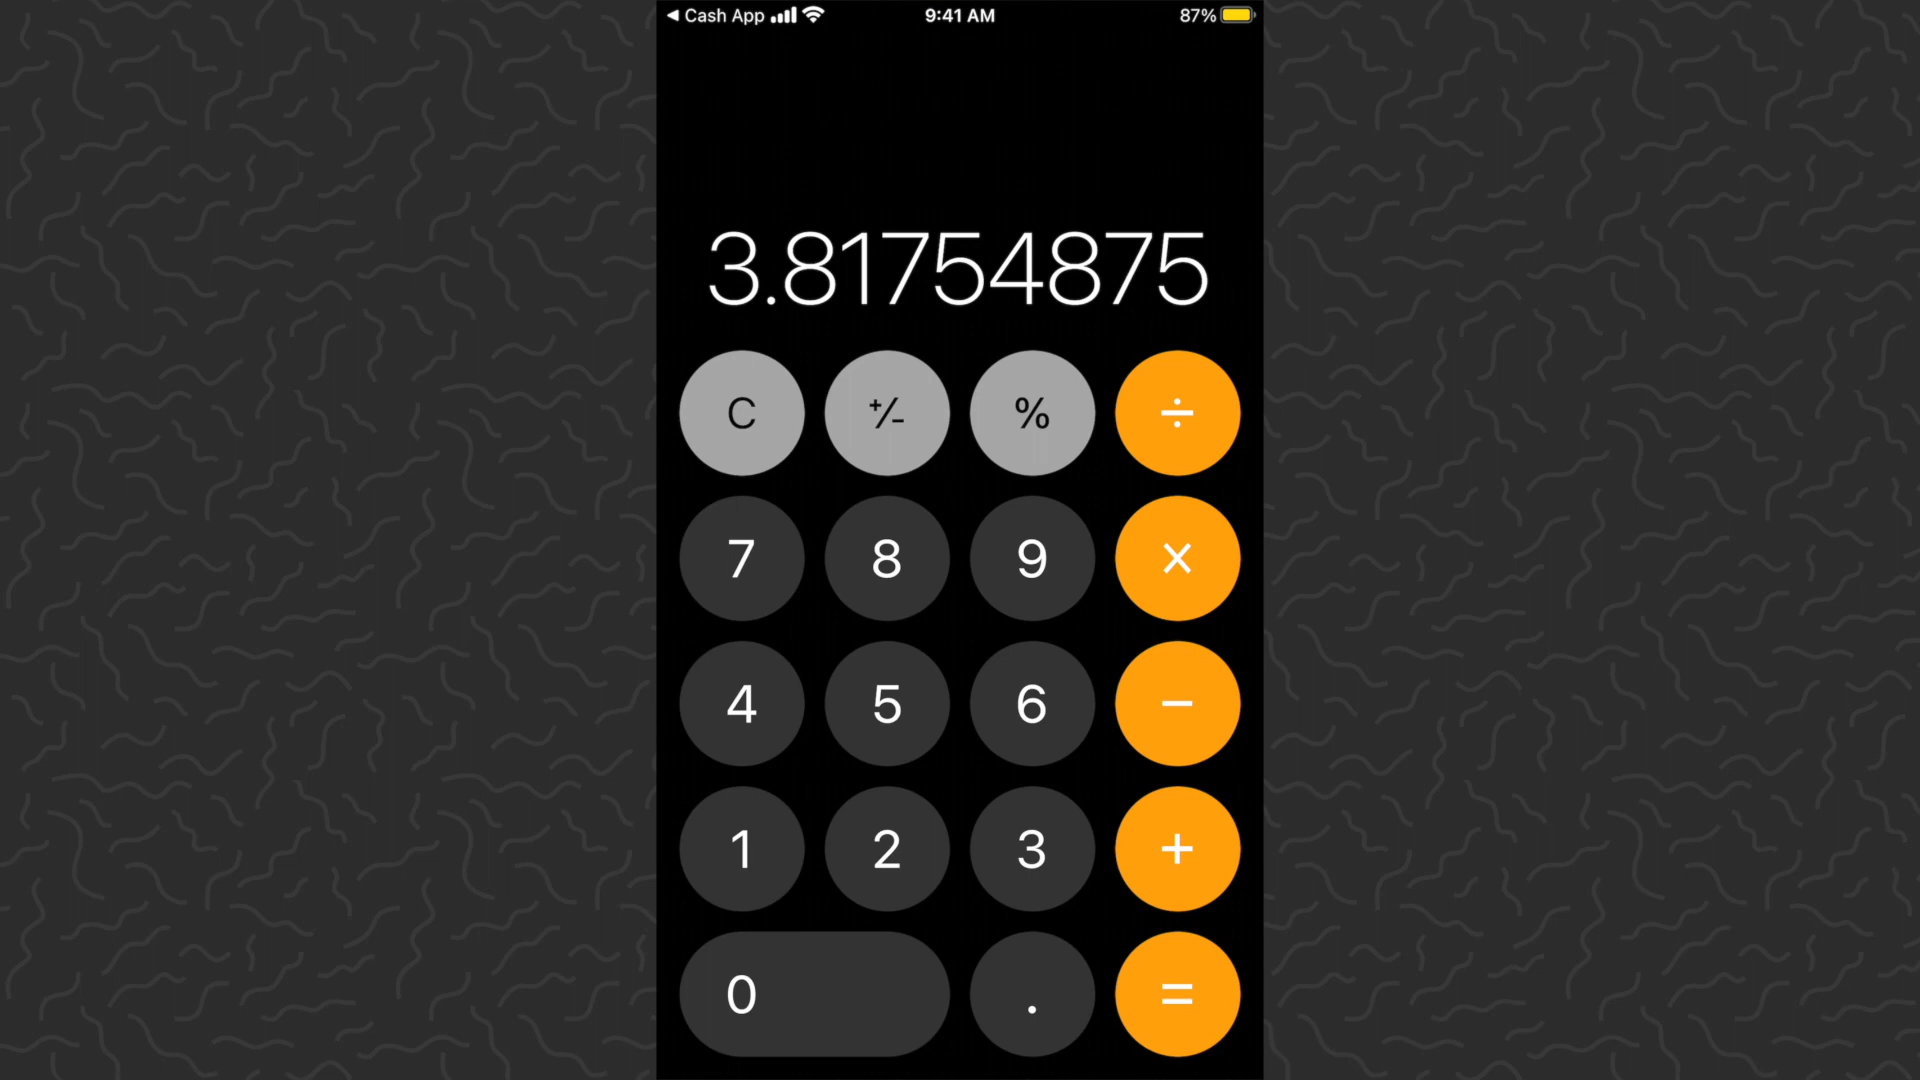 ◀ Cash App 9:41 AM 87%
3.81754875
C ⁺⁄₋ % ÷
7 8 9 ×
4 5 6 −
1 2 3 +
0 . =